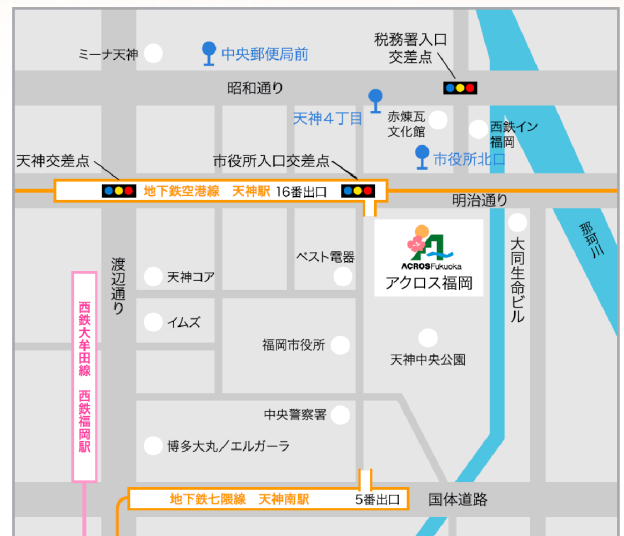 税務署入口
交差点
ミーナ天神
中央郵便局前
昭和通り
天神4丁目
赤煉瓦
文化館
西鉄イン
福岡
市役所北口
天神交差点
市役所入口交差点
地下鉄空港線 天神駅 16番出口
明治通り
那珂川
大同生命ビル
ACROS Fukuoka
アクロス福岡
渡辺通り
ベスト電器
天神コア
イムズ
西鉄大牟田線 西鉄福岡駅
福岡市役所
天神中央公園
中央警察署
博多大丸/エルガーラ
地下鉄七隈線 天神南駅 5番出口
国体道路